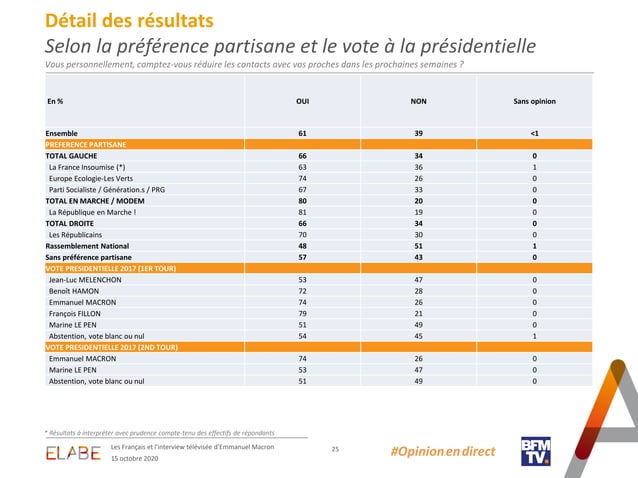 Détail des résultats
Selon la préférence partisane et le vote à la présidentielle
Vous personnellement, comptez-vous réduire les contacts avec vos proches dans les prochaines semaines ?
En % OUI NON Sans opinion
Ensemble 61 39 <1
PREFERENCE PARTISANE
TOTAL GAUCHE 66 34 0
La France Insoumise (*) 63 36 1
Europe Ecologie-Les Verts 74 26 0
Parti Socialiste / Génération.s / PRG 67 33 0
TOTAL EN MARCHE / MODEM 80 20 0
La République en Marche ! 81 19 0
TOTAL DROITE 66 34 0
Les Républicains 70 30 0
Rassemblement National 48 51 1
Sans préférence partisane 57 43 0
VOTE PRESIDENTIELLE 2017 (1ER TOUR)
Jean-Luc MELENCHON 53 47 0
Benoît HAMON 72 28 0
Emmanuel MACRON 74 26 0
François FILLON 79 21 0
Marine LE PEN 51 49 0
Abstention, vote blanc ou nul 54 45 1
VOTE PRESIDENTIELLE 2017 (2ND TOUR)
Emmanuel MACRON 74 26 0
Marine LE PEN 53 47 0
Abstention, vote blanc ou nul 51 49 0
* Résultats à interpréter avec prudence compte-tenu des effectifs de répondants
ELABE
Les Français et l'interview télévisée d'Emmanuel Macron
15 octobre 2020
25
#Opinionendirect
BFM
TV.